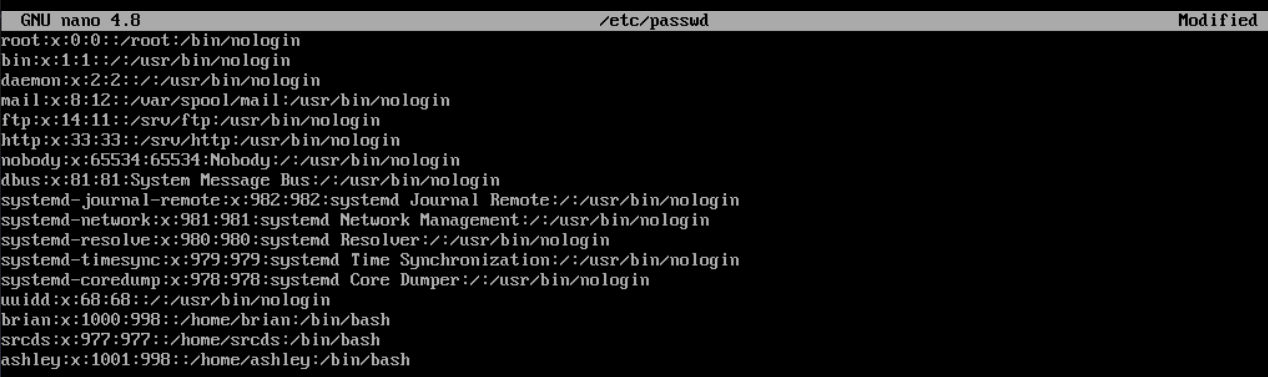 GNU nano 4.8 /etc/passwd Modified
root:x:0:0::/root:/bin/nologin
bin:x:1:1::/:/usr/bin/nologin
daemon:x:2:2::/:/usr/bin/nologin
mail:x:8:12::/var/spool/mail:/usr/bin/nologin
ftp:x:14:11::/srv/ftp:/usr/bin/nologin
http:x:33:33::/srv/http:/usr/bin/nologin
nobody:x:65534:65534:Nobody:/:/usr/bin/nologin
dbus:x:81:81:System Message Bus:/:/usr/bin/nologin
systemd-journal-remote:x:982:982:systemd Journal Remote:/:/usr/bin/nologin
systemd-network:x:981:981:systemd Network Management:/:/usr/bin/nologin
systemd-resolve:x:980:980:systemd Resolver:/:/usr/bin/nologin
systemd-timesync:x:979:979:systemd Time Synchronization:/:/usr/bin/nologin
systemd-coredump:x:978:978:systemd Core Dumper:/:/usr/bin/nologin
uuidd:x:68:68::/:/usr/bin/nologin
brian:x:1000:998::/home/brian:/bin/bash
srcds:x:977:977::/home/srcds:/bin/bash
ashley:x:1001:998::/home/ashley:/bin/bash